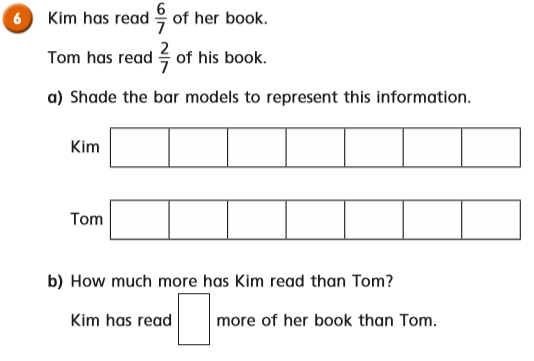 6 Kim has read 6/7 of her book.
Tom has read 2/7 of his book.
a) Shade the bar models to represent this information.
Kim
Tom
b) How much more has Kim read than Tom?
Kim has read more of her book than Tom.